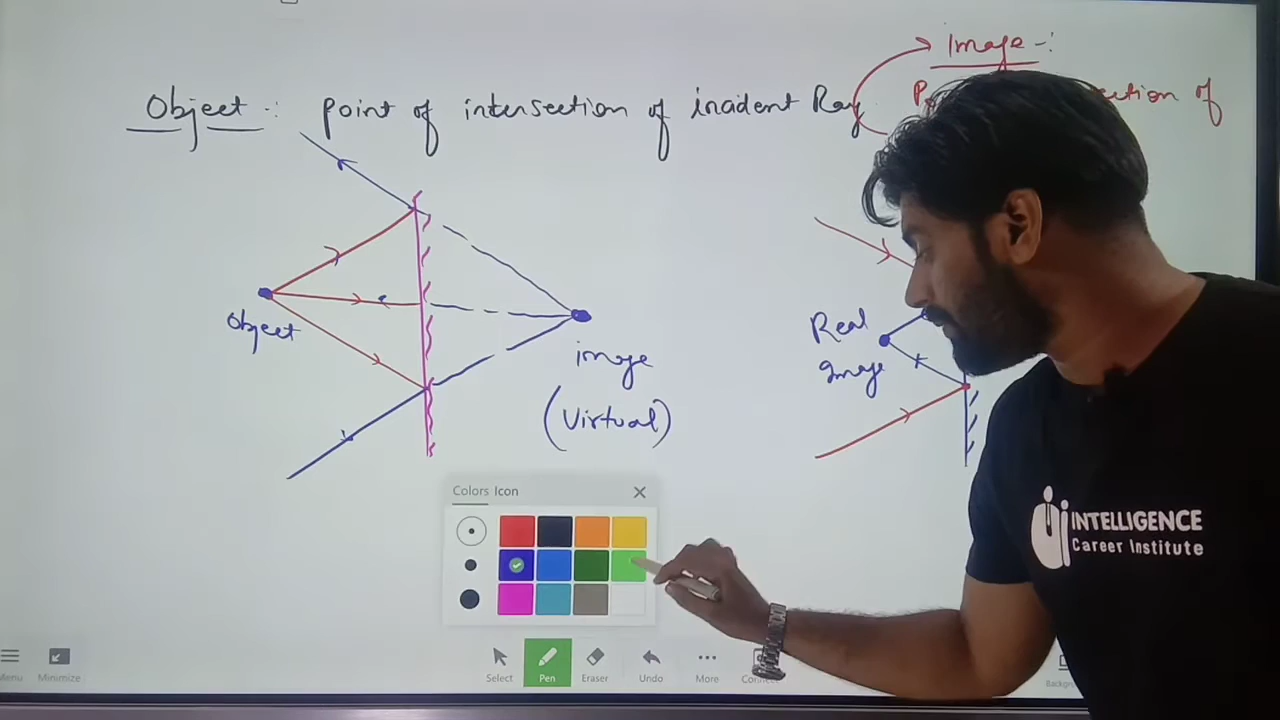 Image -:
Object -: Point of intersection of incident Ray
ection of
Object
image
(Virtual)
Real
Image
Colors Icon
INTELLIGENCE
Career Institute
Menu Minimize Select Pen Eraser Undo More